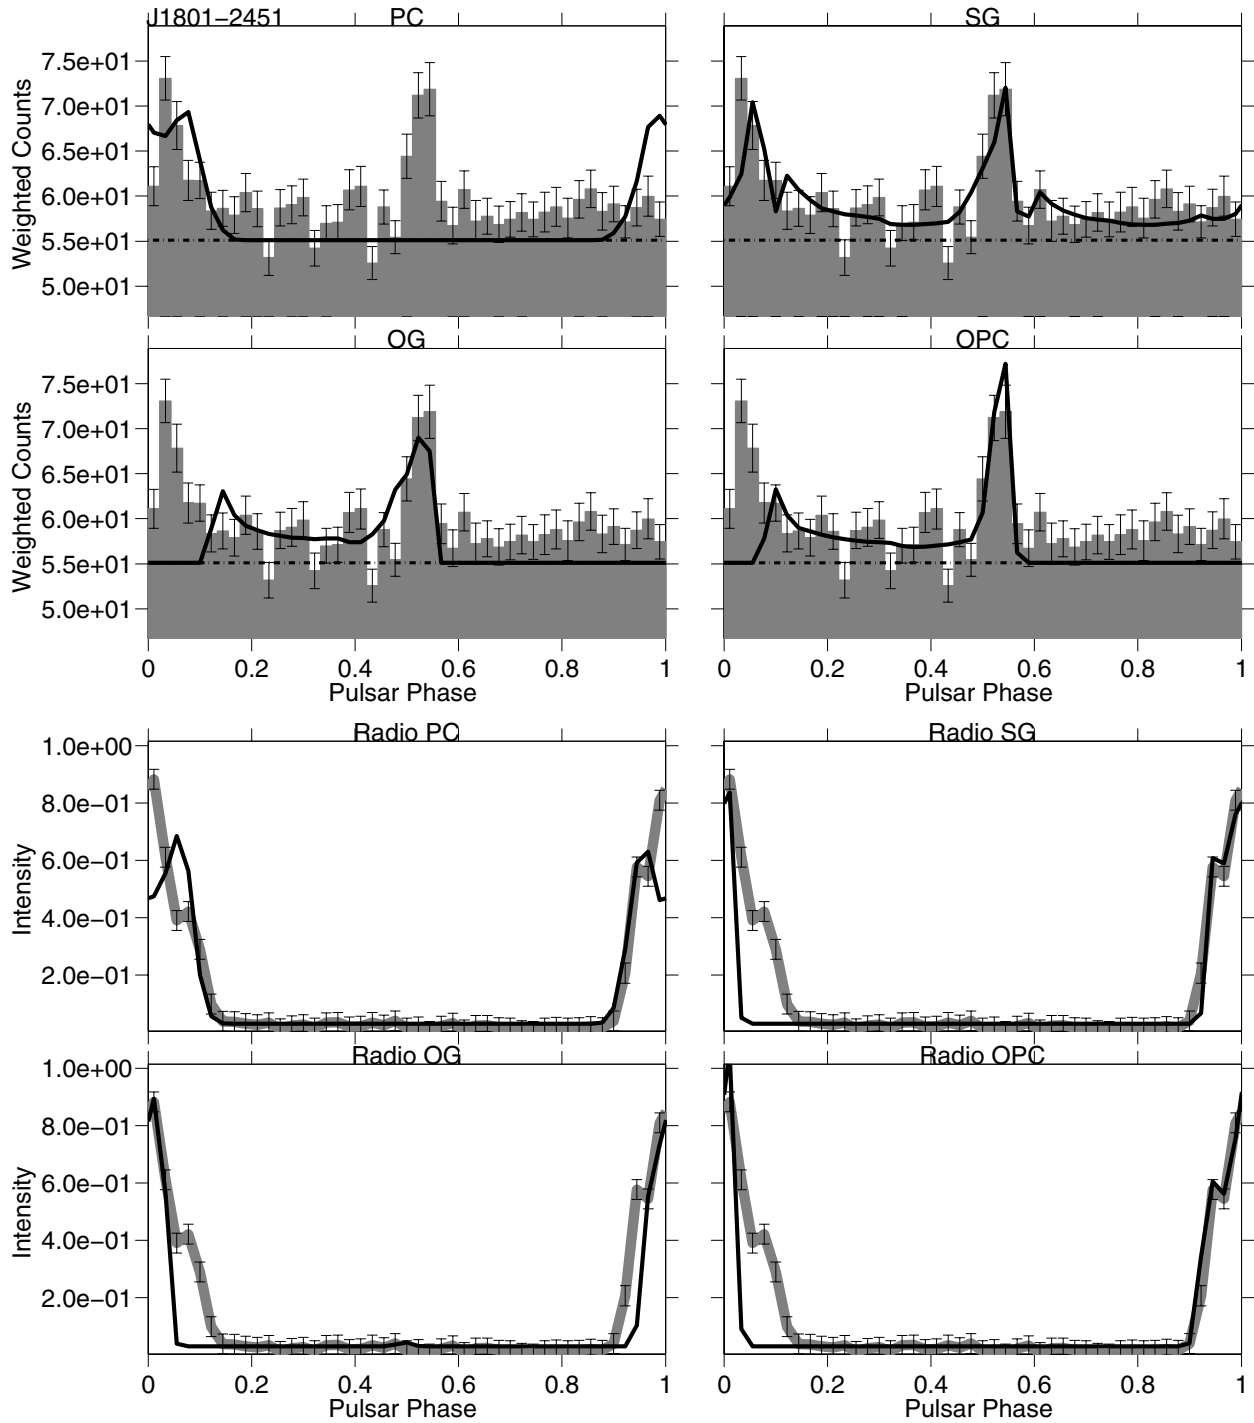 J1801−2451 PC SG
7.5e+01
7.0e+01
6.5e+01
6.0e+01
5.5e+01
5.0e+01
Weighted Counts
OG OPC
7.5e+01
7.0e+01
6.5e+01
6.0e+01
5.5e+01
5.0e+01
Weighted Counts
0 0.2 0.4 0.6 0.8 1 0 0.2 0.4 0.6 0.8 1
Pulsar Phase Pulsar Phase
Radio PC Radio SG
1.0e+00
8.0e−01
6.0e−01
4.0e−01
2.0e−01
Intensity
Radio OG Radio OPC
1.0e+00
8.0e−01
6.0e−01
4.0e−01
2.0e−01
Intensity
0 0.2 0.4 0.6 0.8 1 0 0.2 0.4 0.6 0.8 1
Pulsar Phase Pulsar Phase